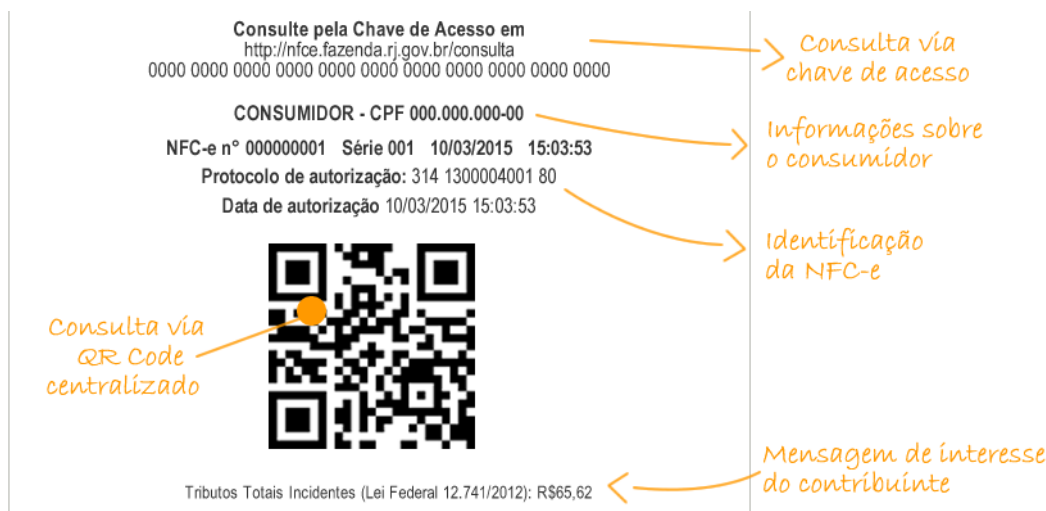 Consulte pela Chave de Acesso em
http://nfce.fazenda.rj.gov.br/consulta
0000 0000 0000 0000 0000 0000 0000 0000 0000 0000 0000
Consulta via
chave de acesso
CONSUMIDOR - CPF 000.000.000-00
Informações sobre
o consumidor
NFC-e n° 000000001 Série 001 10/03/2015 15:03:53
Protocolo de autorização: 314 1300004001 80
Data de autorização 10/03/2015 15:03:53
Identificação
da NFC-e
Consulta via
QR Code
centralizado
Mensagem de interesse
do contribuinte
Tributos Totais Incidentes (Lei Federal 12.741/2012): R$65,62